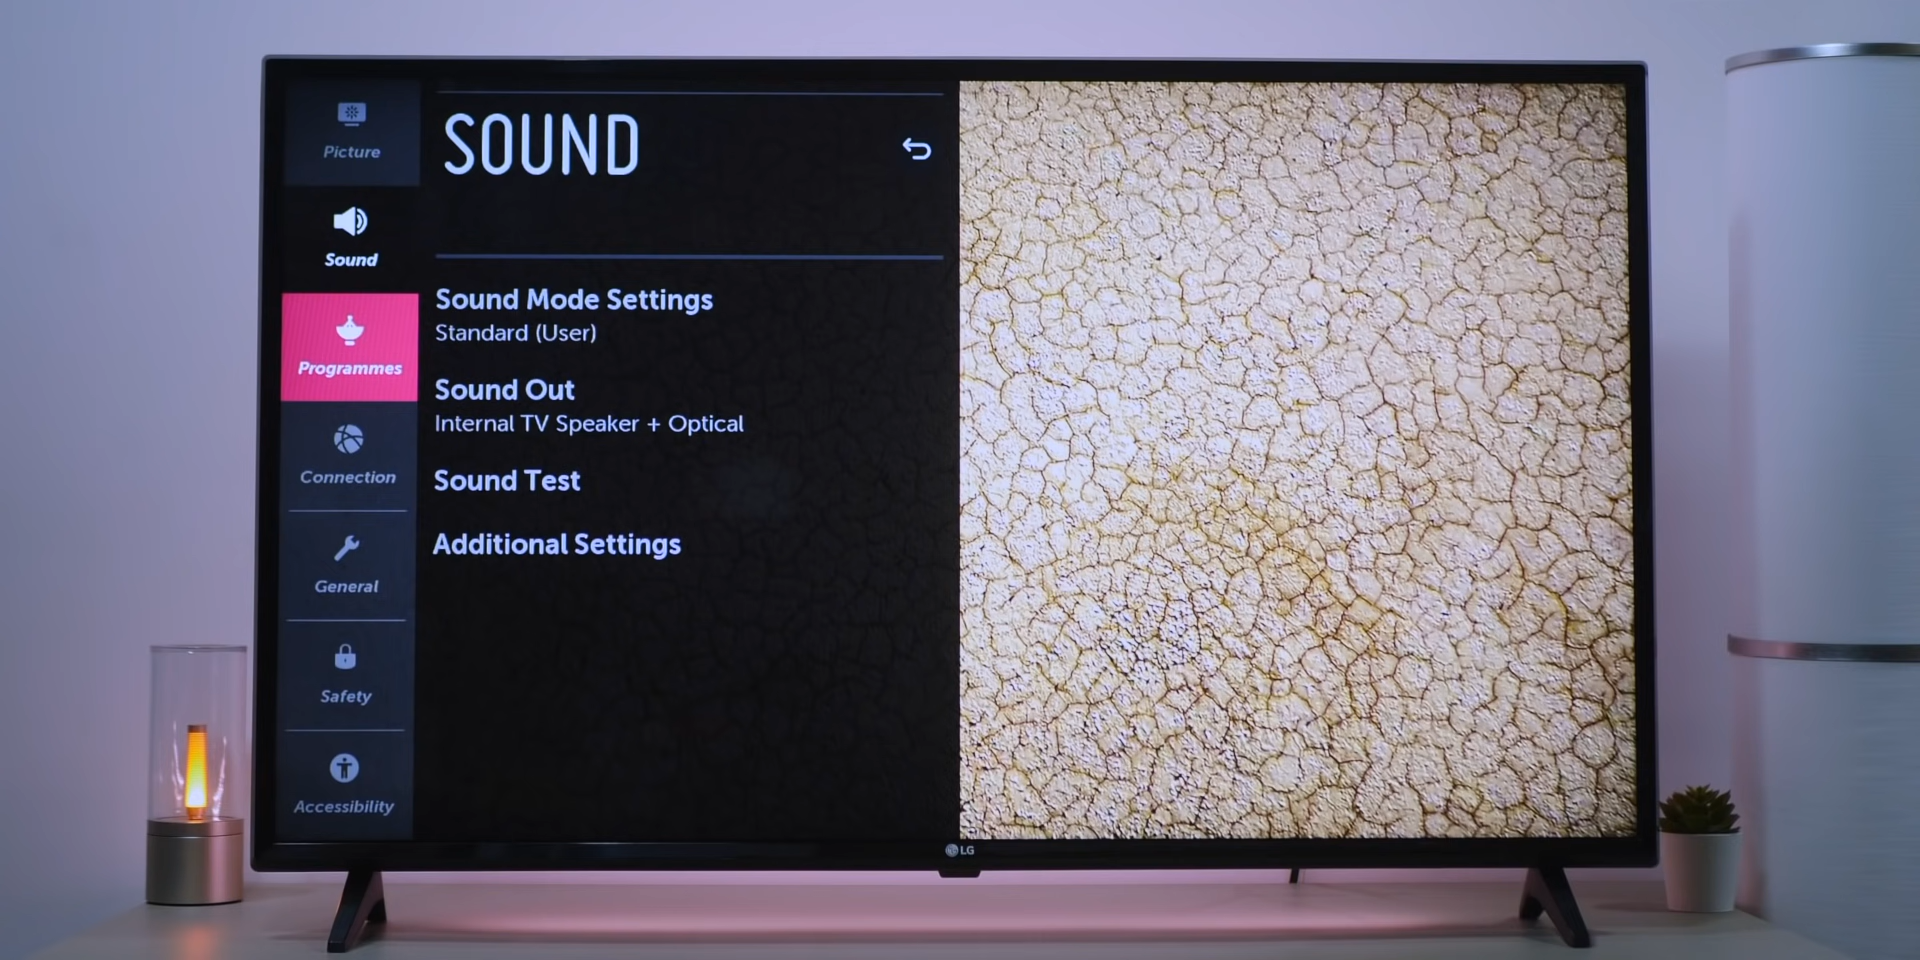 Picture
Sound
Programmes
Connection
General
Safety
Accessibility
SOUND
Sound Mode Settings
Standard (User)
Sound Out
Internal TV Speaker + Optical
Sound Test
Additional Settings
LG